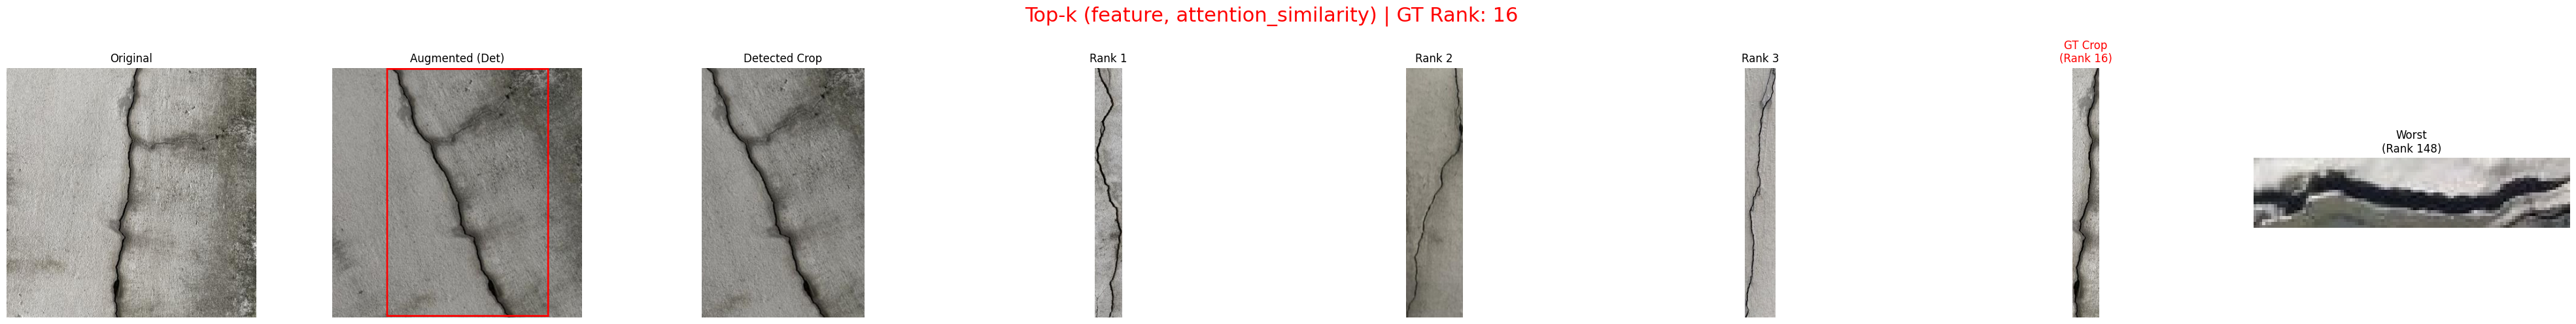 Top-k (feature, attention_similarity) | GT Rank: 16
Original
Augmented (Det)
Detected Crop
Rank 1
Rank 2
Rank 3
GT Crop
(Rank 16)
Worst
(Rank 148)